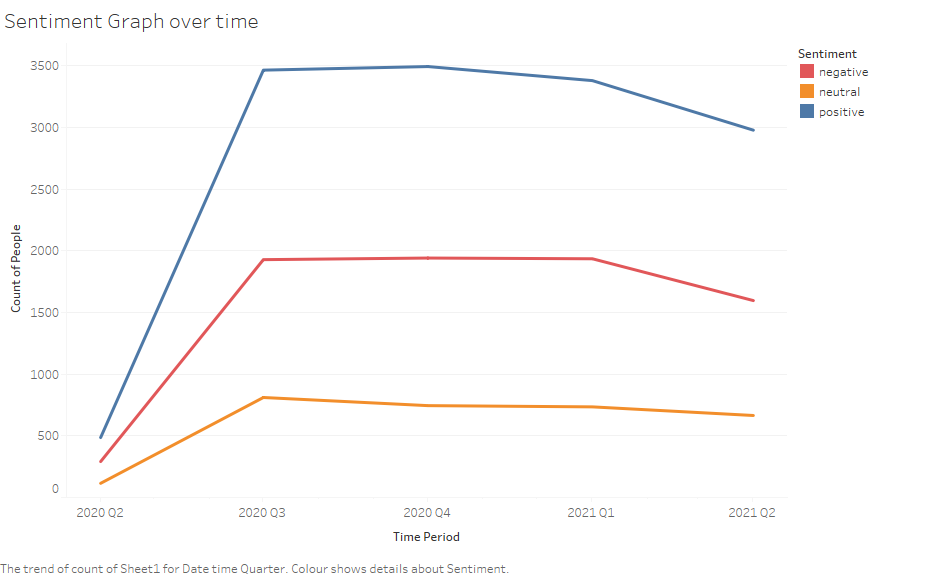 Sentiment Graph over time
Sentiment
negative
neutral
positive
3500
3000
2500
2000
1500
1000
500
0
Count of People
2020 Q2
2020 Q3
2020 Q4
2021 Q1
2021 Q2
Time Period
The trend of count of Sheet1 for Date time Quarter. Colour shows details about Sentiment.